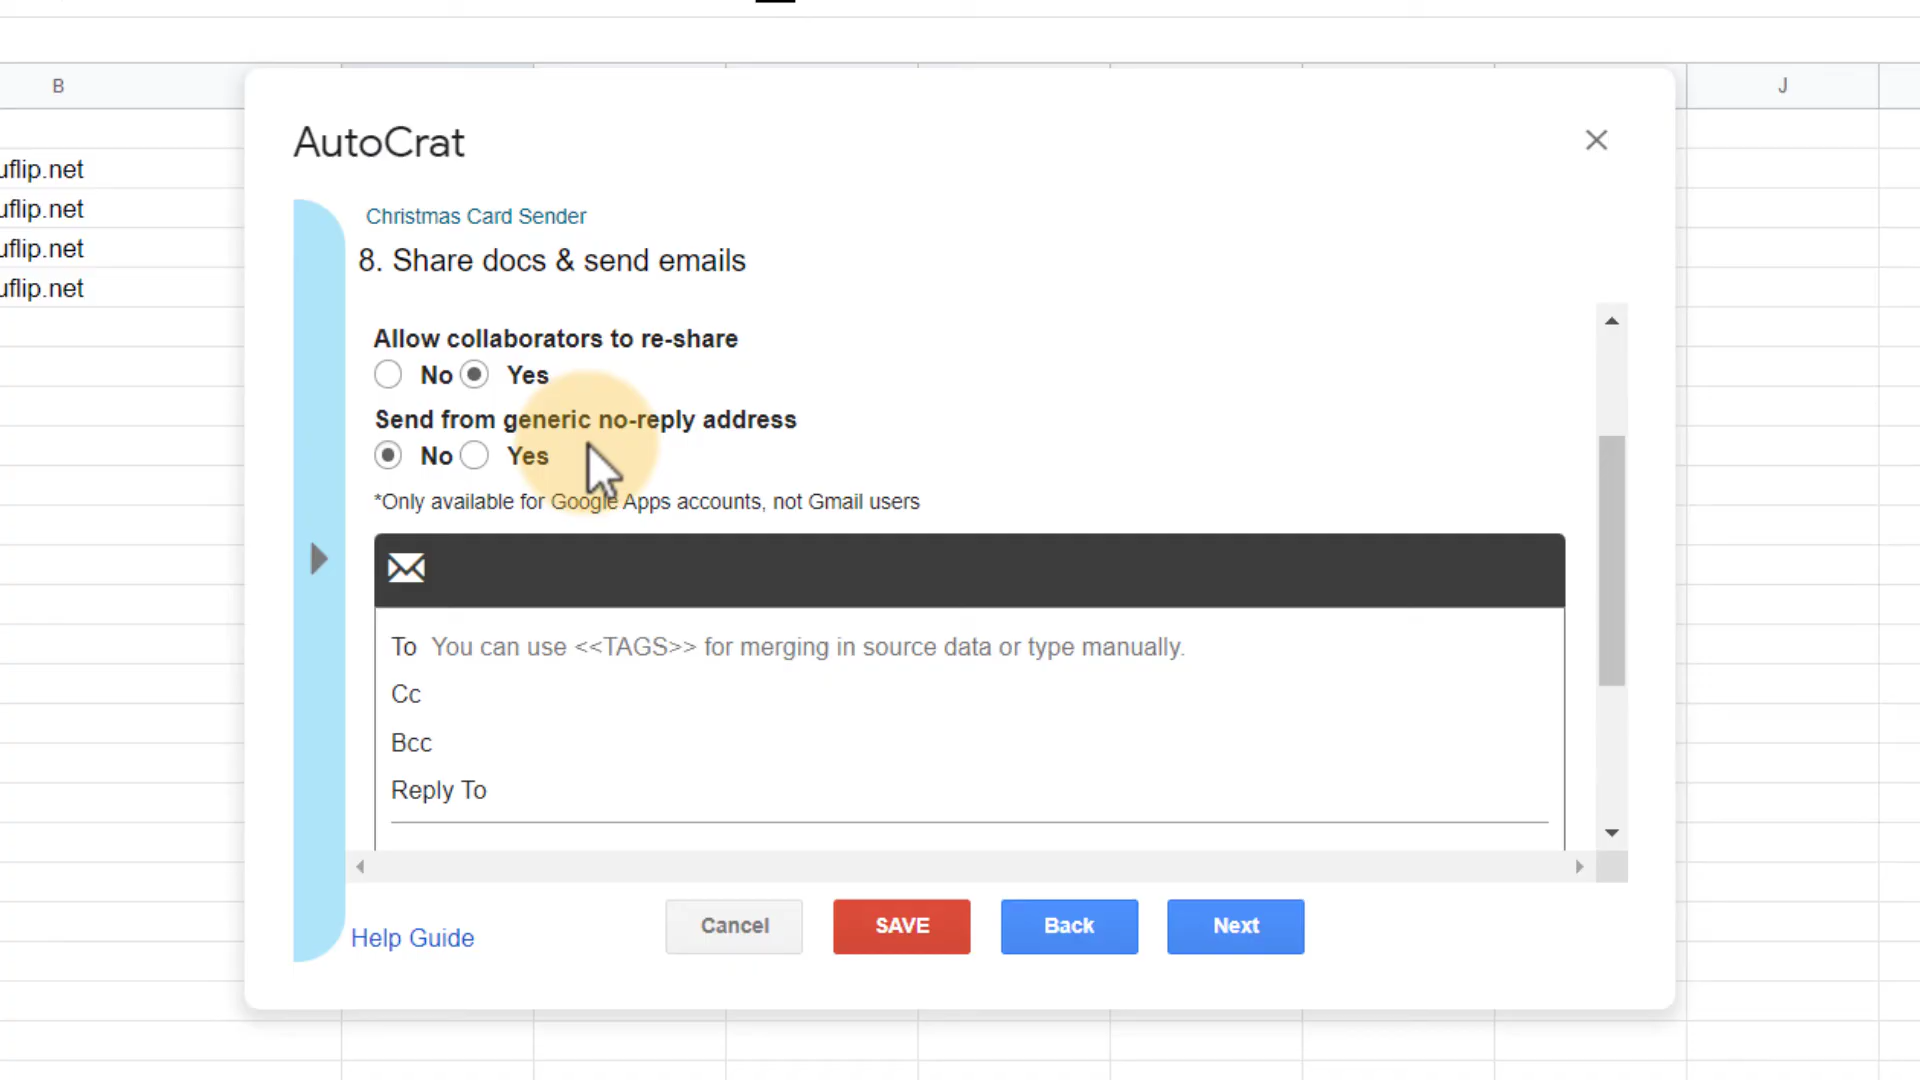 B
J
uflip.net
uflip.net
uflip.net
uflip.net
AutoCrat
Christmas Card Sender
8. Share docs & send emails
Allow collaborators to re-share
No Yes
Send from generic no-reply address
No Yes
*Only available for Google Apps accounts, not Gmail users
To You can use <<TAGS>> for merging in source data or type manually.
Cc
Bcc
Reply To
Help Guide
Cancel
SAVE
Back
Next